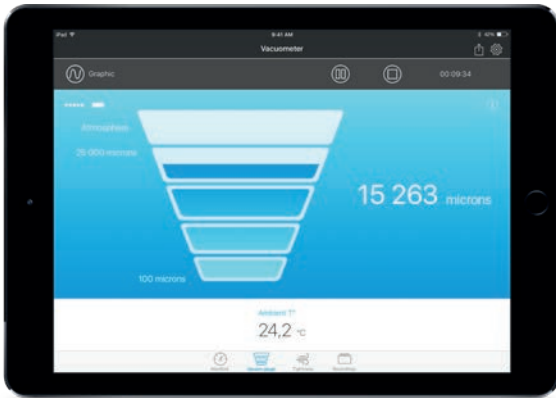 iPad
9:41 AM
42%
Vacuometer
Graphic
00:09:34
Atmosphere
20 000 microns
15 263 microns
100 microns
Ambient T°
24,2 °C